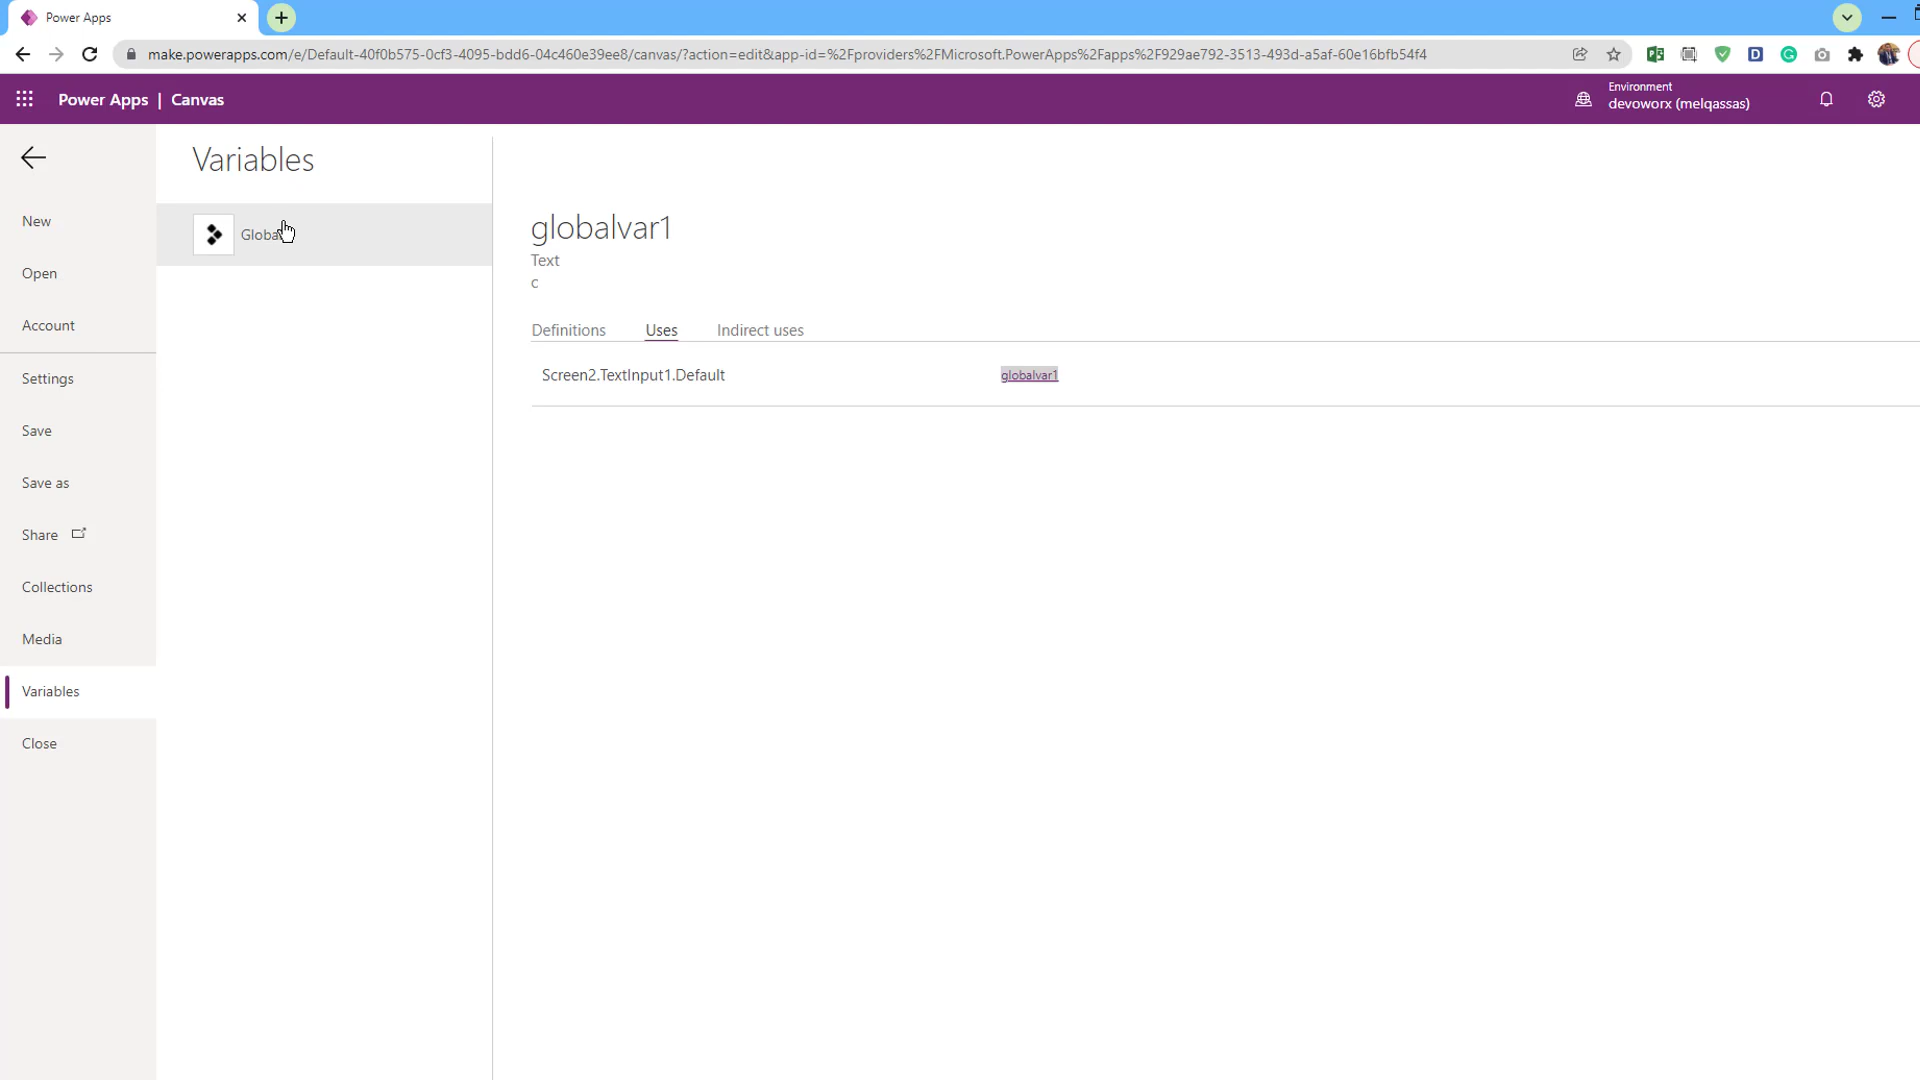 Power Apps
make.powerapps.com/e/Default-40f0b575-0cf3-4095-bdd6-04c460e39ee8/canvas/?action=edit&app-id=%2Fproviders%2FMicrosoft.PowerApps%2Fapps%2F929ae792-3513-493d-a5af-60e16bfb54f4
Power Apps | Canvas
Environment
devoworx (melqassas)
New
Open
Account
Settings
Save
Save as
Share
Collections
Media
Variables
Close
Variables
globalvar1
Text
c
Definitions Uses Indirect uses
Screen2.TextInput1.Default globalvar1